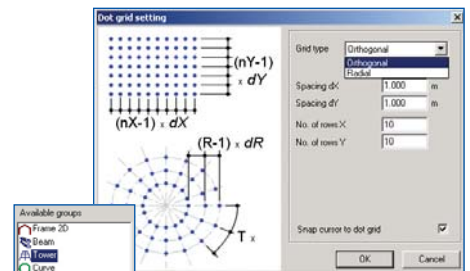 Dot grid setting
(nY-1)
x dY
(nX-1) x dX
(R-1) x dR
T x
Grid type
Orthogonal
Orthogonal
Radial
Spacing dX
1.000
m
Spacing dY
1.000
m
No. of rows X
10
No. of rows Y
10
Snap cursor to dot grid
OK
Cancel
Available groups
Frame 2D
Beam
Tower
Curve